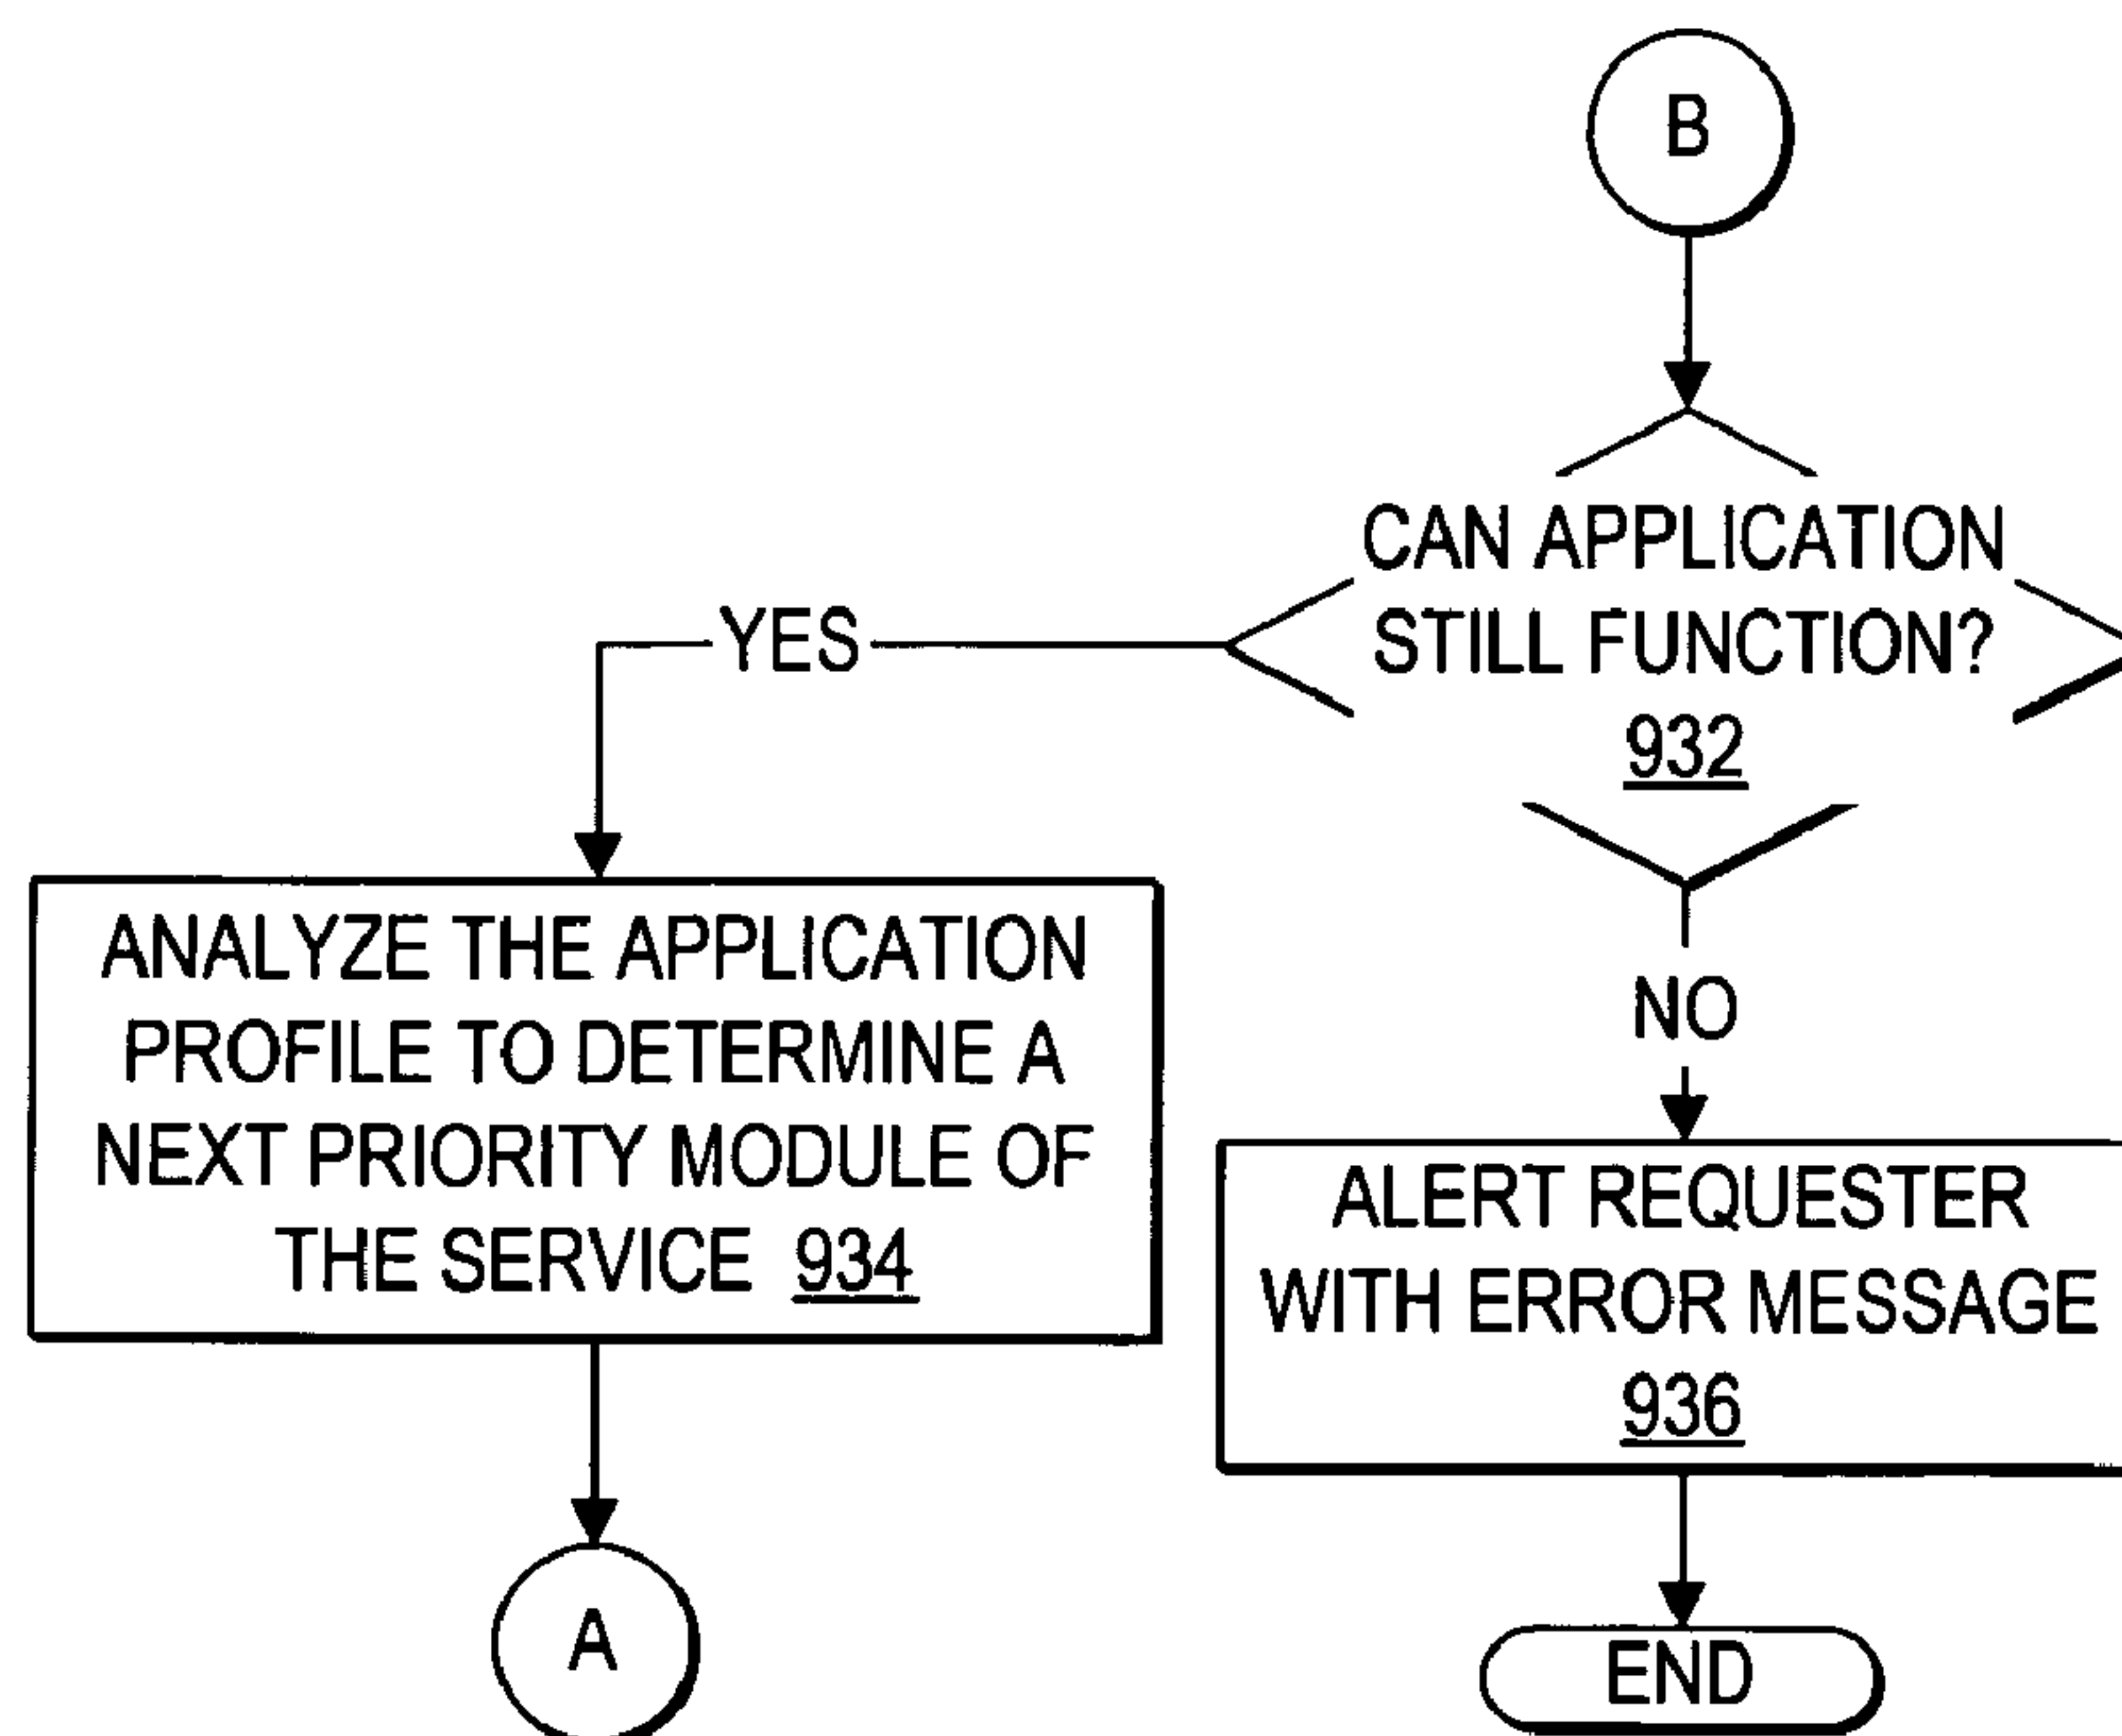 B
CAN APPLICATION
STILL FUNCTION?
932
YES
NO
ANALYZE THE APPLICATION
PROFILE TO DETERMINE A
NEXT PRIORITY MODULE OF
THE SERVICE 934
ALERT REQUESTER
WITH ERROR MESSAGE
936
A
END